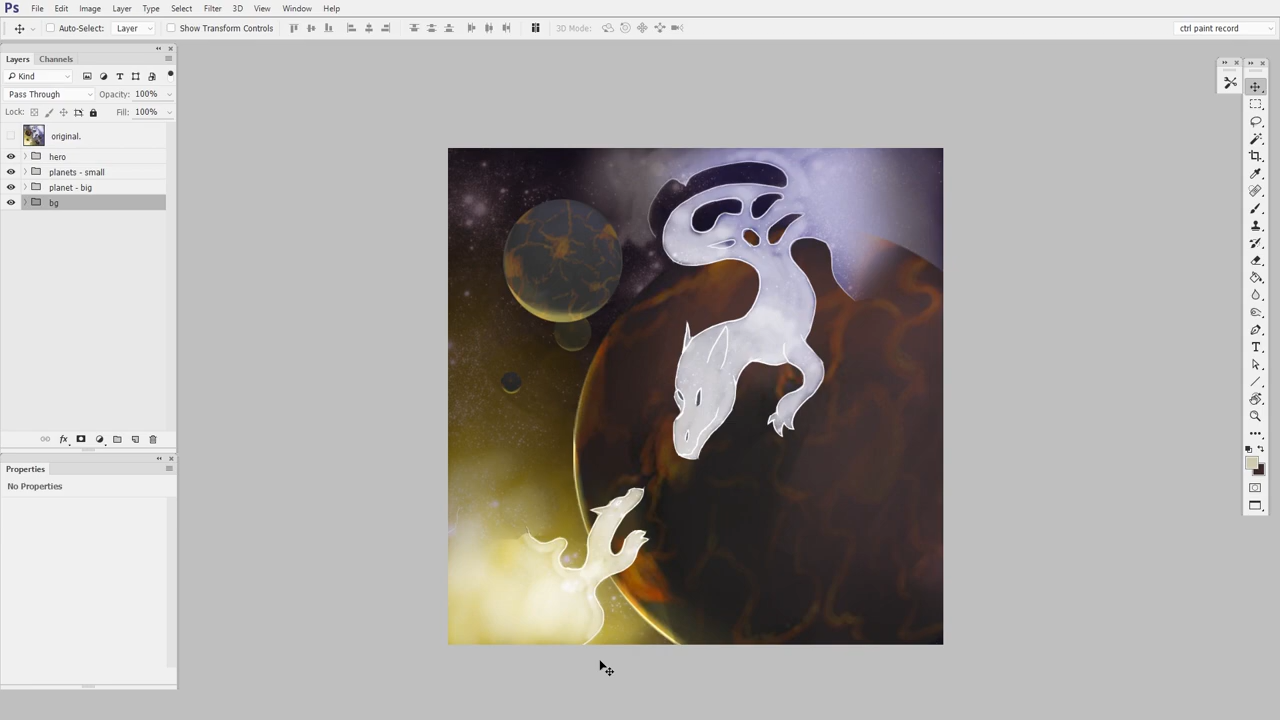 Ps File Edit Image Layer Type Select Filter 3D View Window Help
Auto-Select: Layer Show Transform Controls 3D Mode: ctrl paint record
Layers Channels
Kind
Pass Through Opacity: 100%
Lock: Fill: 100%
original.
hero
planets - small
planet - big
bg
fx
Properties
No Properties